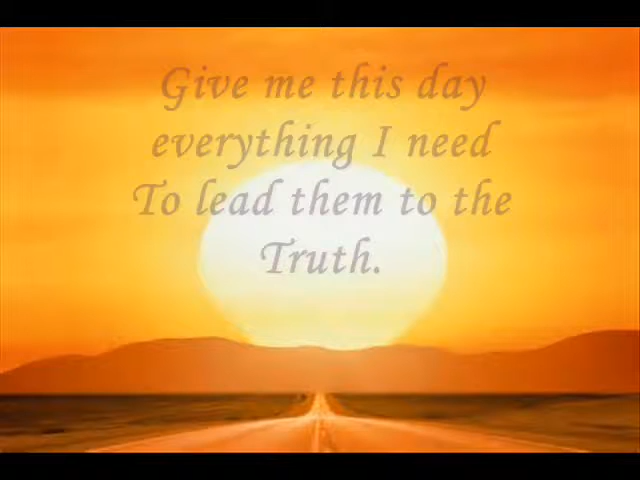 Give me this day
everything I need
To lead them to the
Truth.